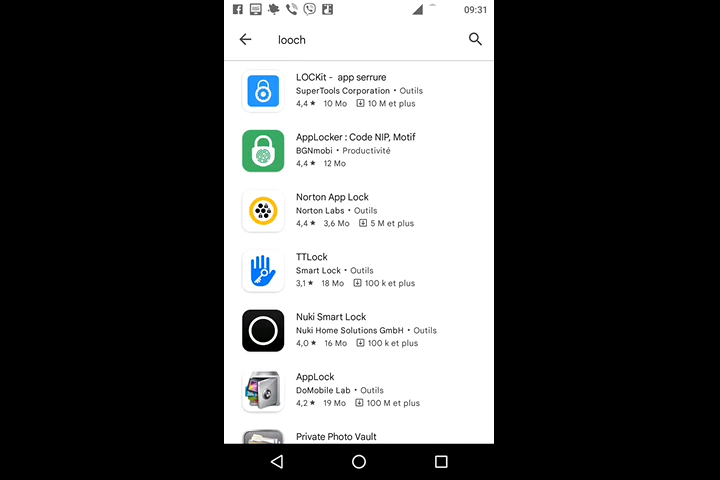 09:31
looch
LOCKit - app serrure
SuperTools Corporation • Outils
4,4 ★ 10 Mo 10 M et plus
AppLocker : Code NIP, Motif
BGNmobi • Productivité
4,4 ★ 12 Mo
Norton App Lock
Norton Labs • Outils
4,4 ★ 3,6 Mo 5 M et plus
TTLock
Smart Lock • Outils
3,1 ★ 18 Mo 100 k et plus
Nuki Smart Lock
Nuki Home Solutions GmbH • Outils
4,0 ★ 16 Mo 100 k et plus
AppLock
DoMobile Lab • Outils
4,2 ★ 19 Mo 100 M et plus
Private Photo Vault